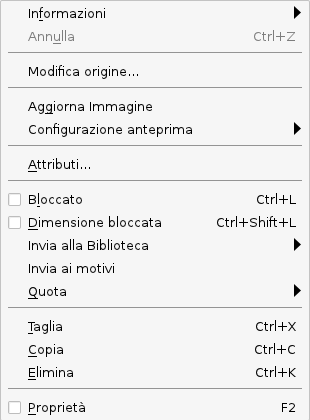 Informazioni
Annulla Ctrl+Z
Modifica origine...
Aggiorna Immagine
Configurazione anteprima
Attributi...
Bloccato Ctrl+L
Dimensione bloccata Ctrl+Shift+L
Invia alla Biblioteca
Invia ai motivi
Quota
Taglia Ctrl+X
Copia Ctrl+C
Elimina Ctrl+K
Proprietà F2